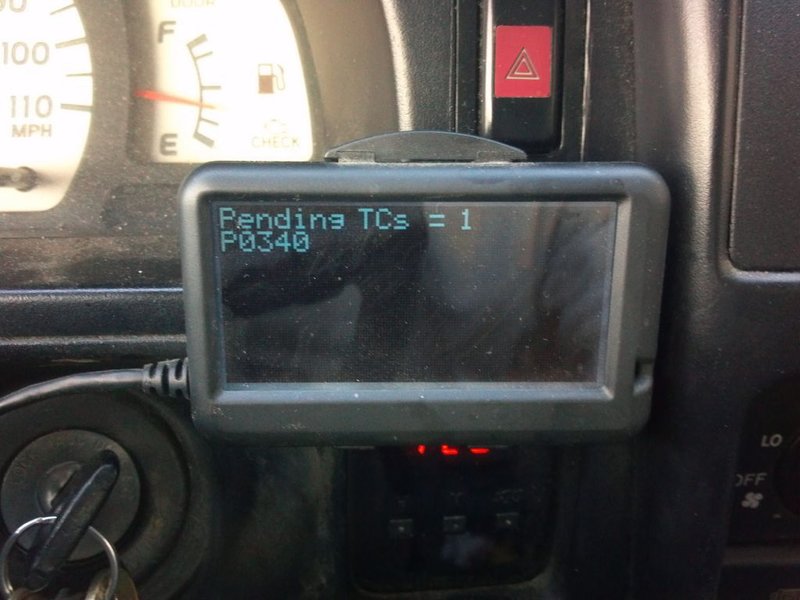 100
110
MPH
F
E
CHECK
Pending TCs = 1
P0340
LO
OFF